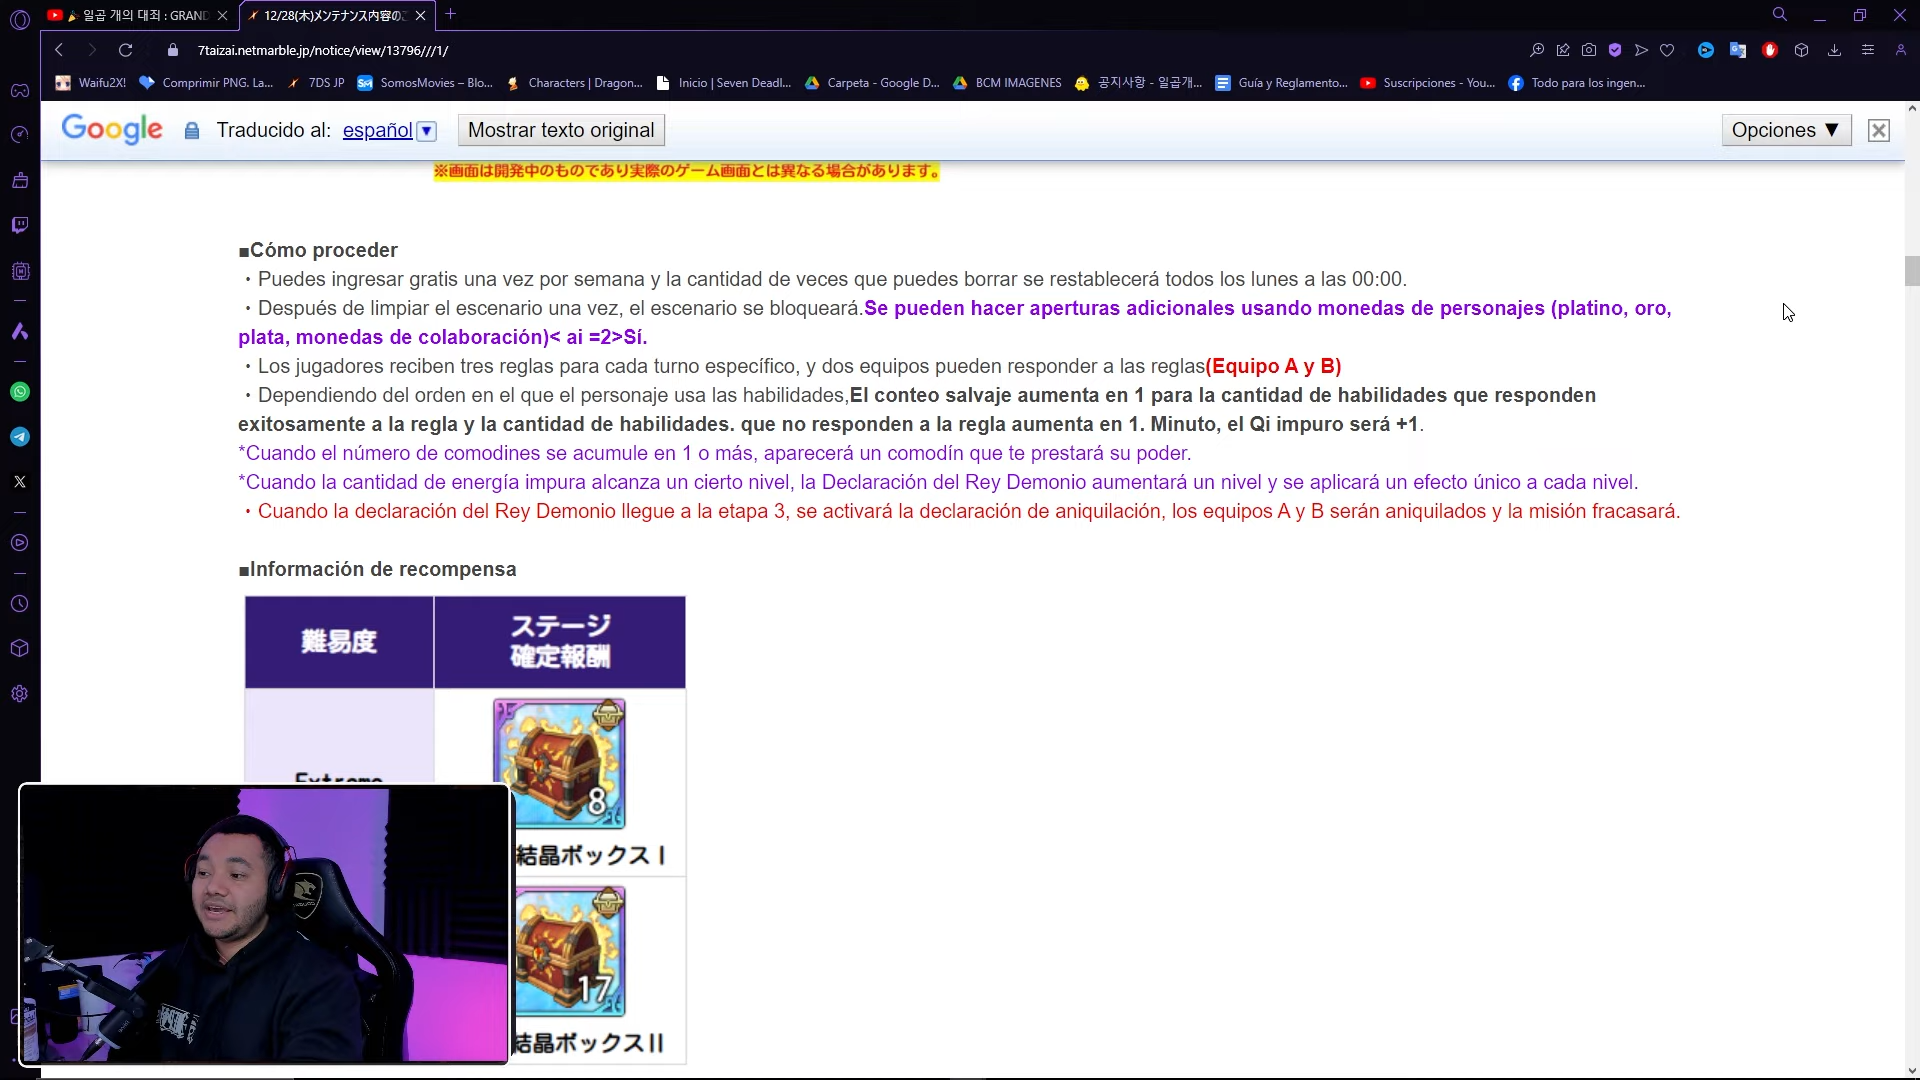 🎉 일곱 개의 대죄 : GRAND
12/28(木)メンテナンス内容のご
7taizai.netmarble.jp/notice/view/13796///1/
Waifu2X!
Comprimir PNG. La...
7DS JP
SomosMovies – Blo...
Characters | Dragon...
Inicio | Seven Deadl...
Carpeta - Google D...
BCM IMAGENES
공지사항 - 일곱개...
Guía y Reglamento...
Suscripciones - You...
Todo para los ingen...
Google
Traducido al: español
Mostrar texto original
Opciones ▼
※画面は開発中のものであり実際のゲーム画面とは異なる場合があります。
■Cómo proceder
・Puedes ingresar gratis una vez por semana y la cantidad de veces que puedes borrar se restablecerá todos los lunes a las 00:00.
・Después de limpiar el escenario una vez, el escenario se bloqueará.Se pueden hacer aperturas adicionales usando monedas de personajes (platino, oro,
plata, monedas de colaboración)< ai =2>Sí.
・Los jugadores reciben tres reglas para cada turno específico, y dos equipos pueden responder a las reglas(Equipo A y B)
・Dependiendo del orden en el que el personaje usa las habilidades,El conteo salvaje aumenta en 1 para la cantidad de habilidades que responden
exitosamente a la regla y la cantidad de habilidades. que no responden a la regla aumenta en 1. Minuto, el Qi impuro será +1.
*Cuando el número de comodines se acumule en 1 o más, aparecerá un comodín que te prestará su poder.
*Cuando la cantidad de energía impura alcanza un cierto nivel, la Declaración del Rey Demonio aumentará un nivel y se aplicará un efecto único a cada nivel.
・Cuando la declaración del Rey Demonio llegue a la etapa 3, se activará la declaración de aniquilación, los equipos A y B serán aniquilados y la misión fracasará.
■Información de recompensa
難易度
ステージ
確定報酬
Extreme
8
結晶ボックスⅠ
17
結晶ボックスⅡ